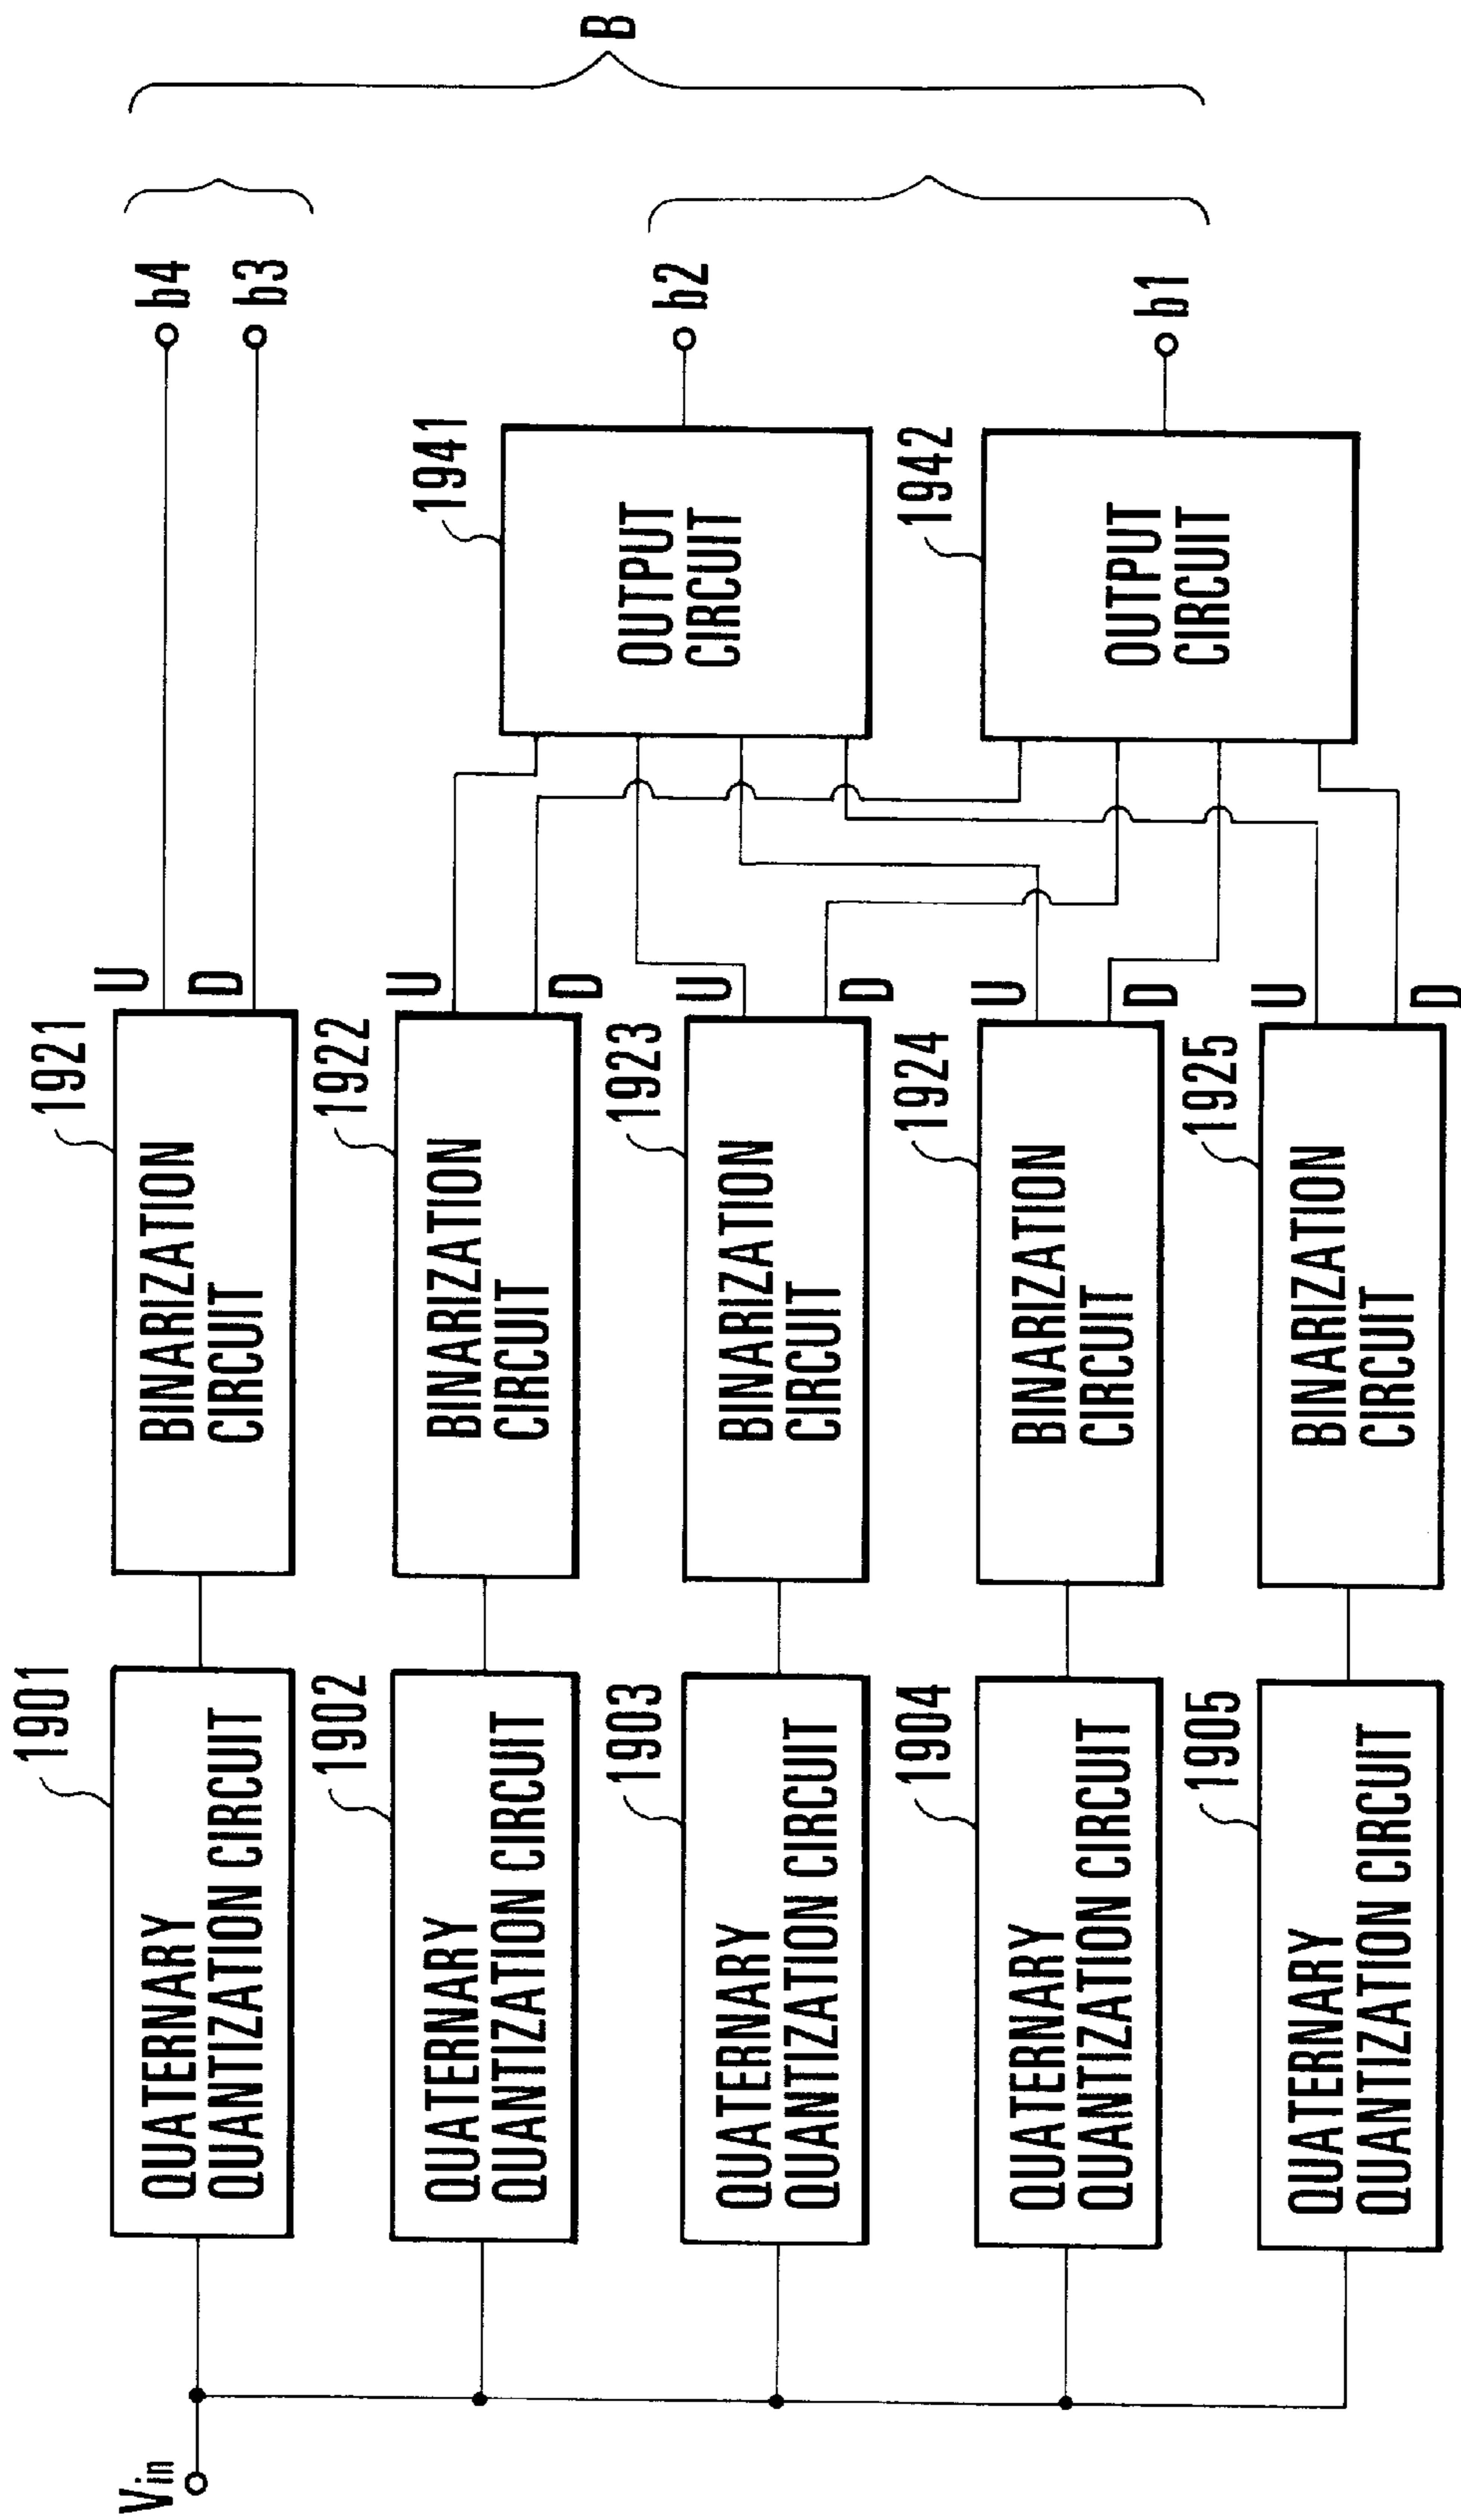 Vin
1901
QUATERNARY
QUANTIZATION CIRCUIT
1921
BINARIZATION
CIRCUIT
U
D
b4
b3
1902
QUATERNARY
QUANTIZATION CIRCUIT
1922
BINARIZATION
CIRCUIT
U
D
1941
OUTPUT
CIRCUIT
b2
1903
QUATERNARY
QUANTIZATION CIRCUIT
1923
BINARIZATION
CIRCUIT
U
D
1904
QUATERNARY
QUANTIZATION CIRCUIT
1924
BINARIZATION
CIRCUIT
U
D
1942
OUTPUT
CIRCUIT
b1
1905
QUATERNARY
QUANTIZATION CIRCUIT
1925
BINARIZATION
CIRCUIT
U
D
B